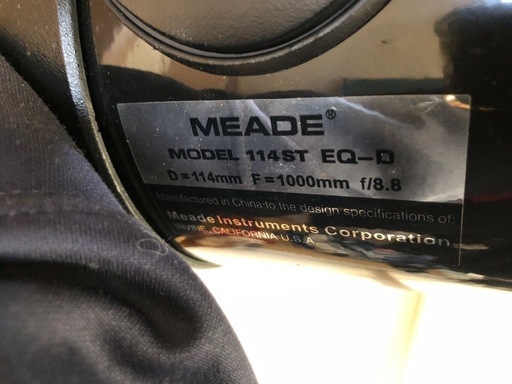 MEADE®
MODEL 114ST EQ-D
D=114mm F=1000mm f/8.8
Manufactured in China to the design specifications of:
Meade Instruments Corporation
IRVINE, CALIFORNIA U.S.A.